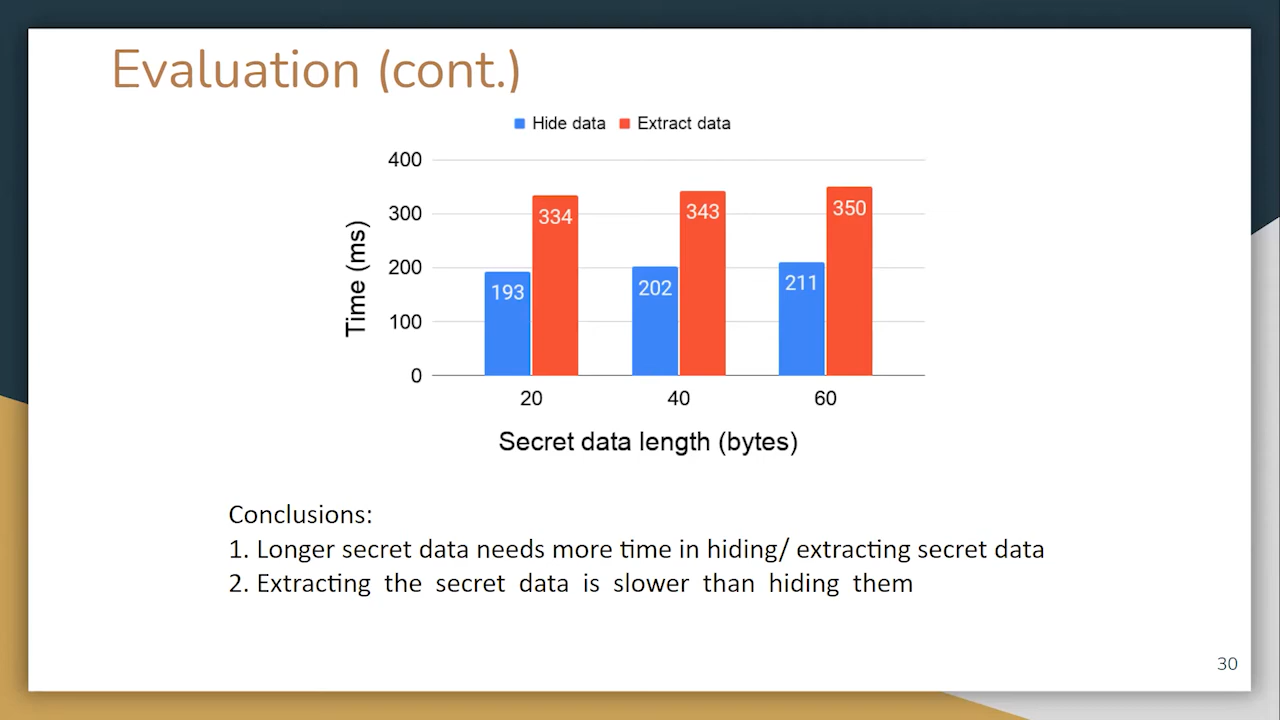 Evaluation (cont.)
Hide data Extract data
400
300
200
100
0
Time (ms)
193 334 202 343 211 350
20 40 60
Secret data length (bytes)
Conclusions:
1. Longer secret data needs more time in hiding/ extracting secret data
2. Extracting the secret data is slower than hiding them
30